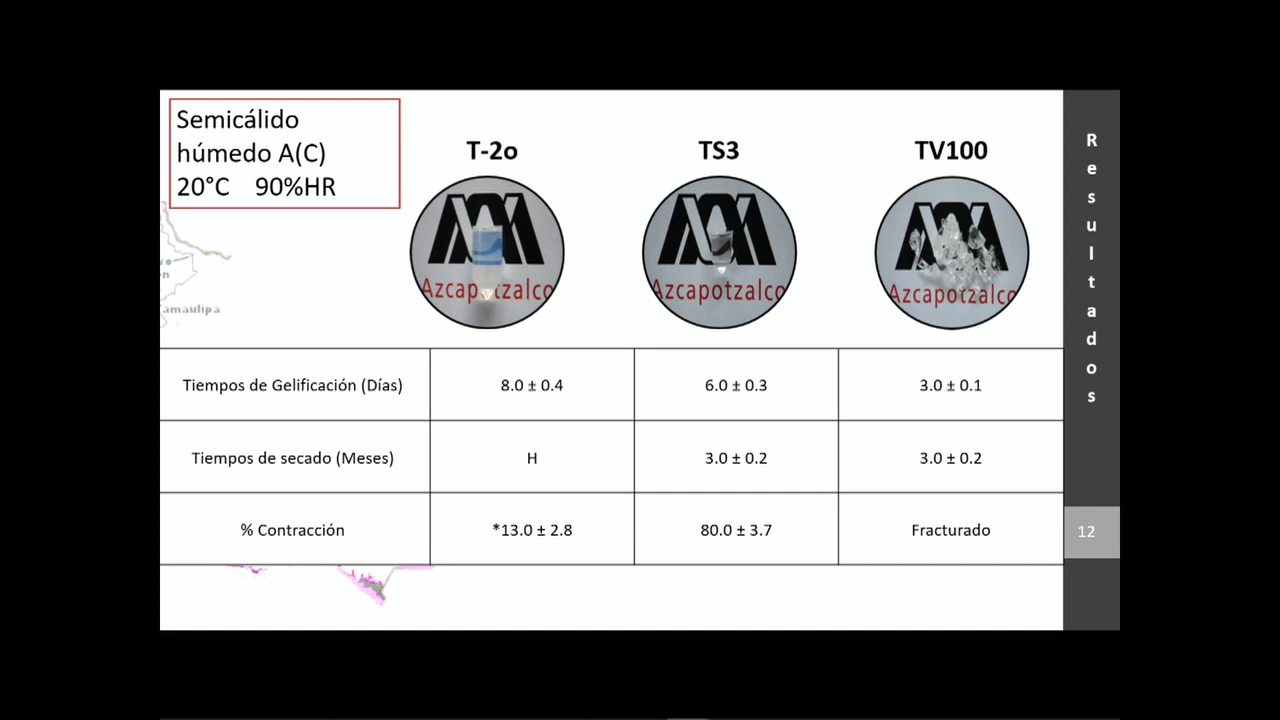 Semicálido
húmedo A(C)
20°C 90%HR
T-2o
TS3
TV100
Azcapotzalco
Azcapotzalco
Azcapotzalco
amaulipa
Tiempos de Gelificación (Días)
8.0 ± 0.4
6.0 ± 0.3
3.0 ± 0.1
Tiempos de secado (Meses)
H
3.0 ± 0.2
3.0 ± 0.2
% Contracción
*13.0 ± 2.8
80.0 ± 3.7
Fracturado
Resultados
12